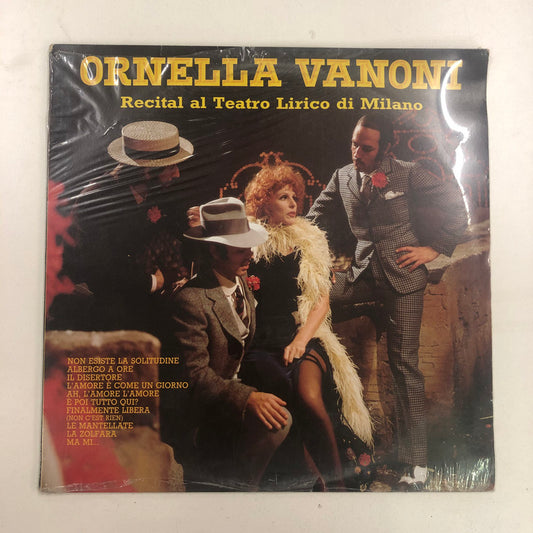 ORNELLA VANONI
Recital al Teatro Lirico di Milano
NON ESISTE LA SOLITUDINE
ALBERGO A ORE
IL DISERTORE
L'AMORE È COME UN GIORNO
AH, L'AMORE L'AMORE
È POI TUTTO QUI?
FINALMENTE LIBERA
(NON C'EST RIEN)
LE MANTELLATE
LA ZOLFARA
MA MI...